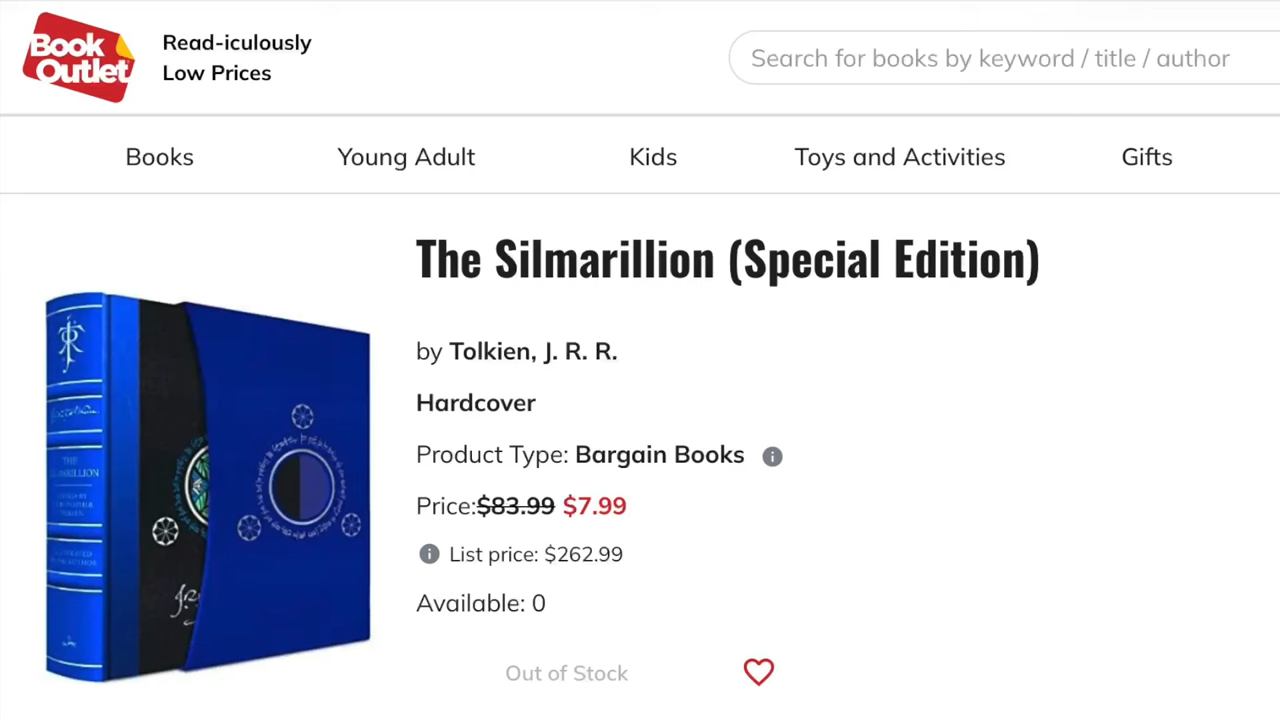 Book
Outlet
Read-iculously
Low Prices
Search for books by keyword / title / author
Books
Young Adult
Kids
Toys and Activities
Gifts
The Silmarillion (Special Edition)
by Tolkien, J. R. R.
Hardcover
Product Type: Bargain Books
Price:$83.99 $7.99
List price: $262.99
Available: 0
Out of Stock
THE